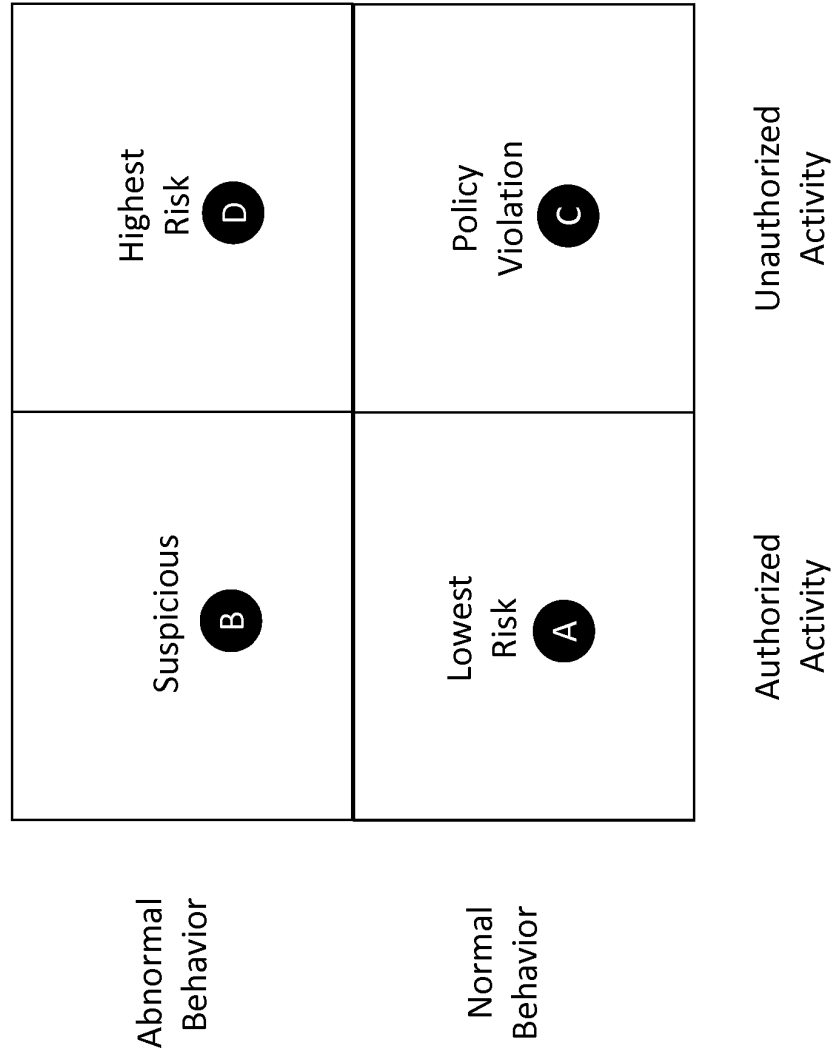 Abnormal
Behavior
Suspicious
B
Highest
Risk
D
Normal
Behavior
Lowest
Risk
A
Policy
Violation
C
Authorized
Activity
Unauthorized
Activity